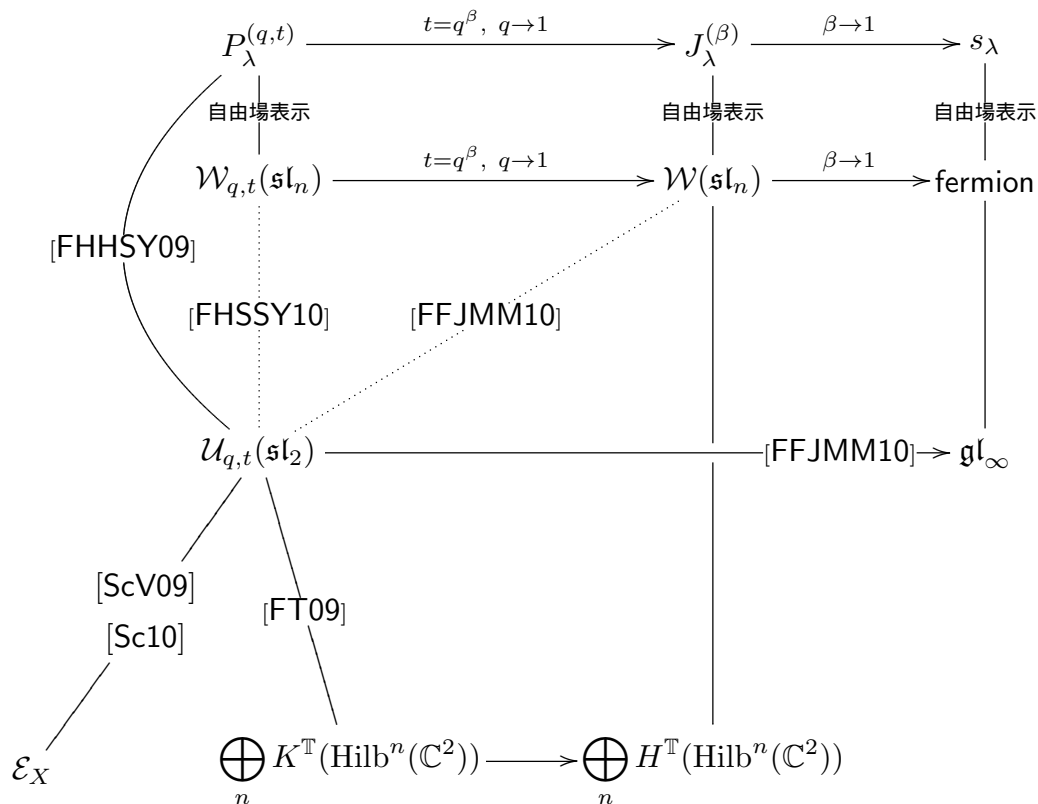 t=q^β, q→1 β→1
P_λ^{(q,t)} J_λ^{(β)} s_λ
自由場表示 自由場表示 自由場表示
t=q^β, q→1 β→1
𝒲_{q,t}(𝔰𝔩_n) 𝒲(𝔰𝔩_n) fermion
[FHHSY09]
[FHSSY10] [FFJMM10]
𝒰_{q,t}(𝔰𝔩_2) [FFJMM10] 𝔤𝔩_∞
[ScV09]
[FT09]
[Sc10]
ℰ_X ⊕_n K^𝕋(Hilb^n(ℂ^2)) ⊕_n H^𝕋(Hilb^n(ℂ^2))